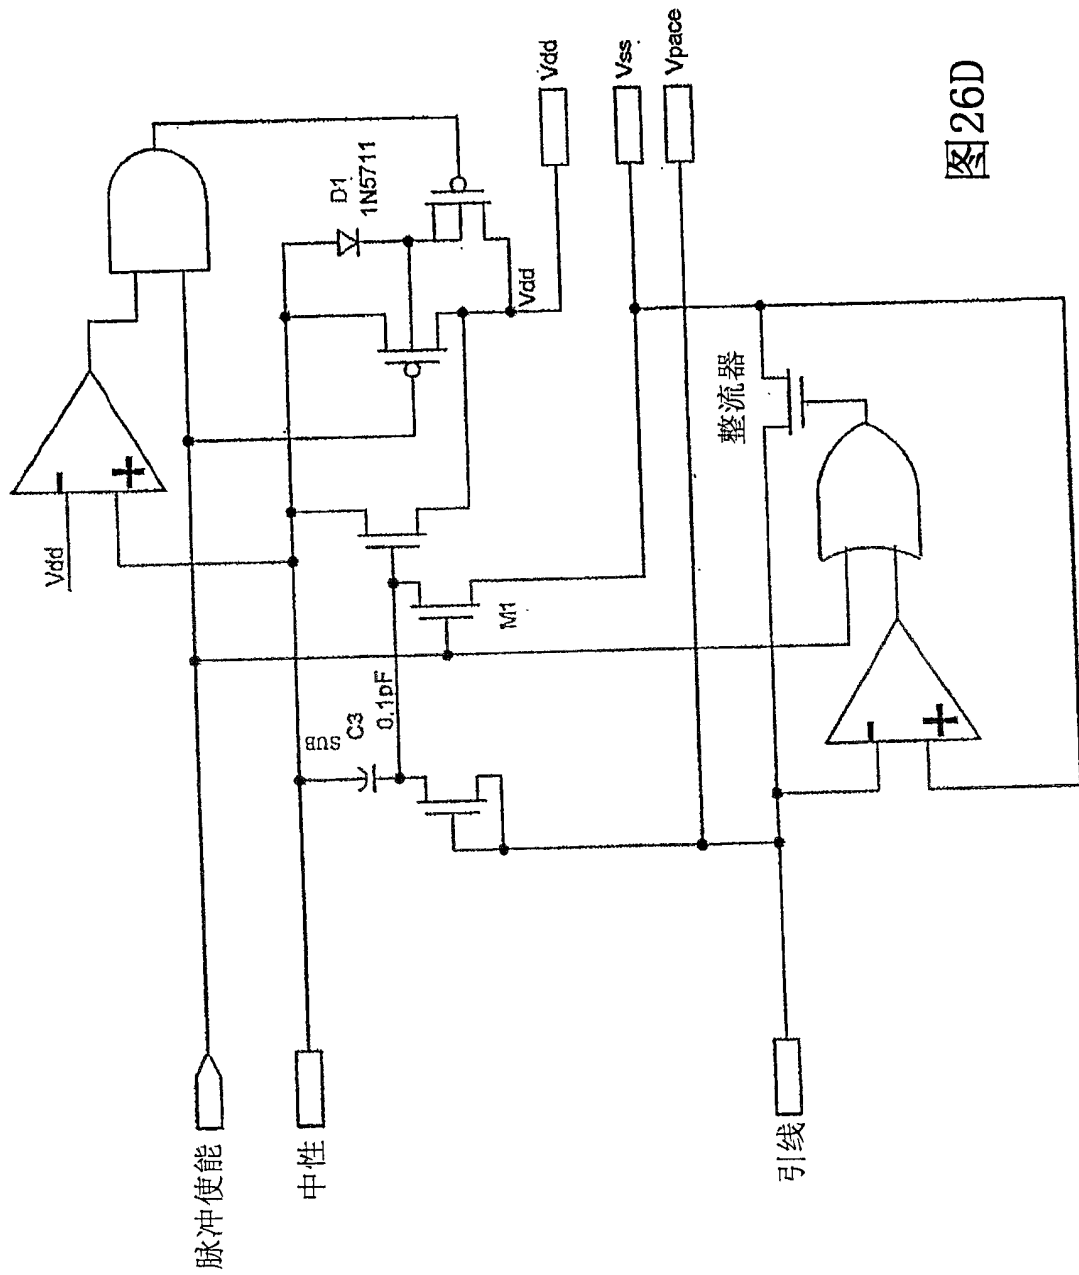 脉冲使能
中性
引线
Vdd
−
+
SUB
C3
0.1pF
M1
D1
1N5711
Vdd
整流器
−
+
Vdd
Vss
Vpace
图26D